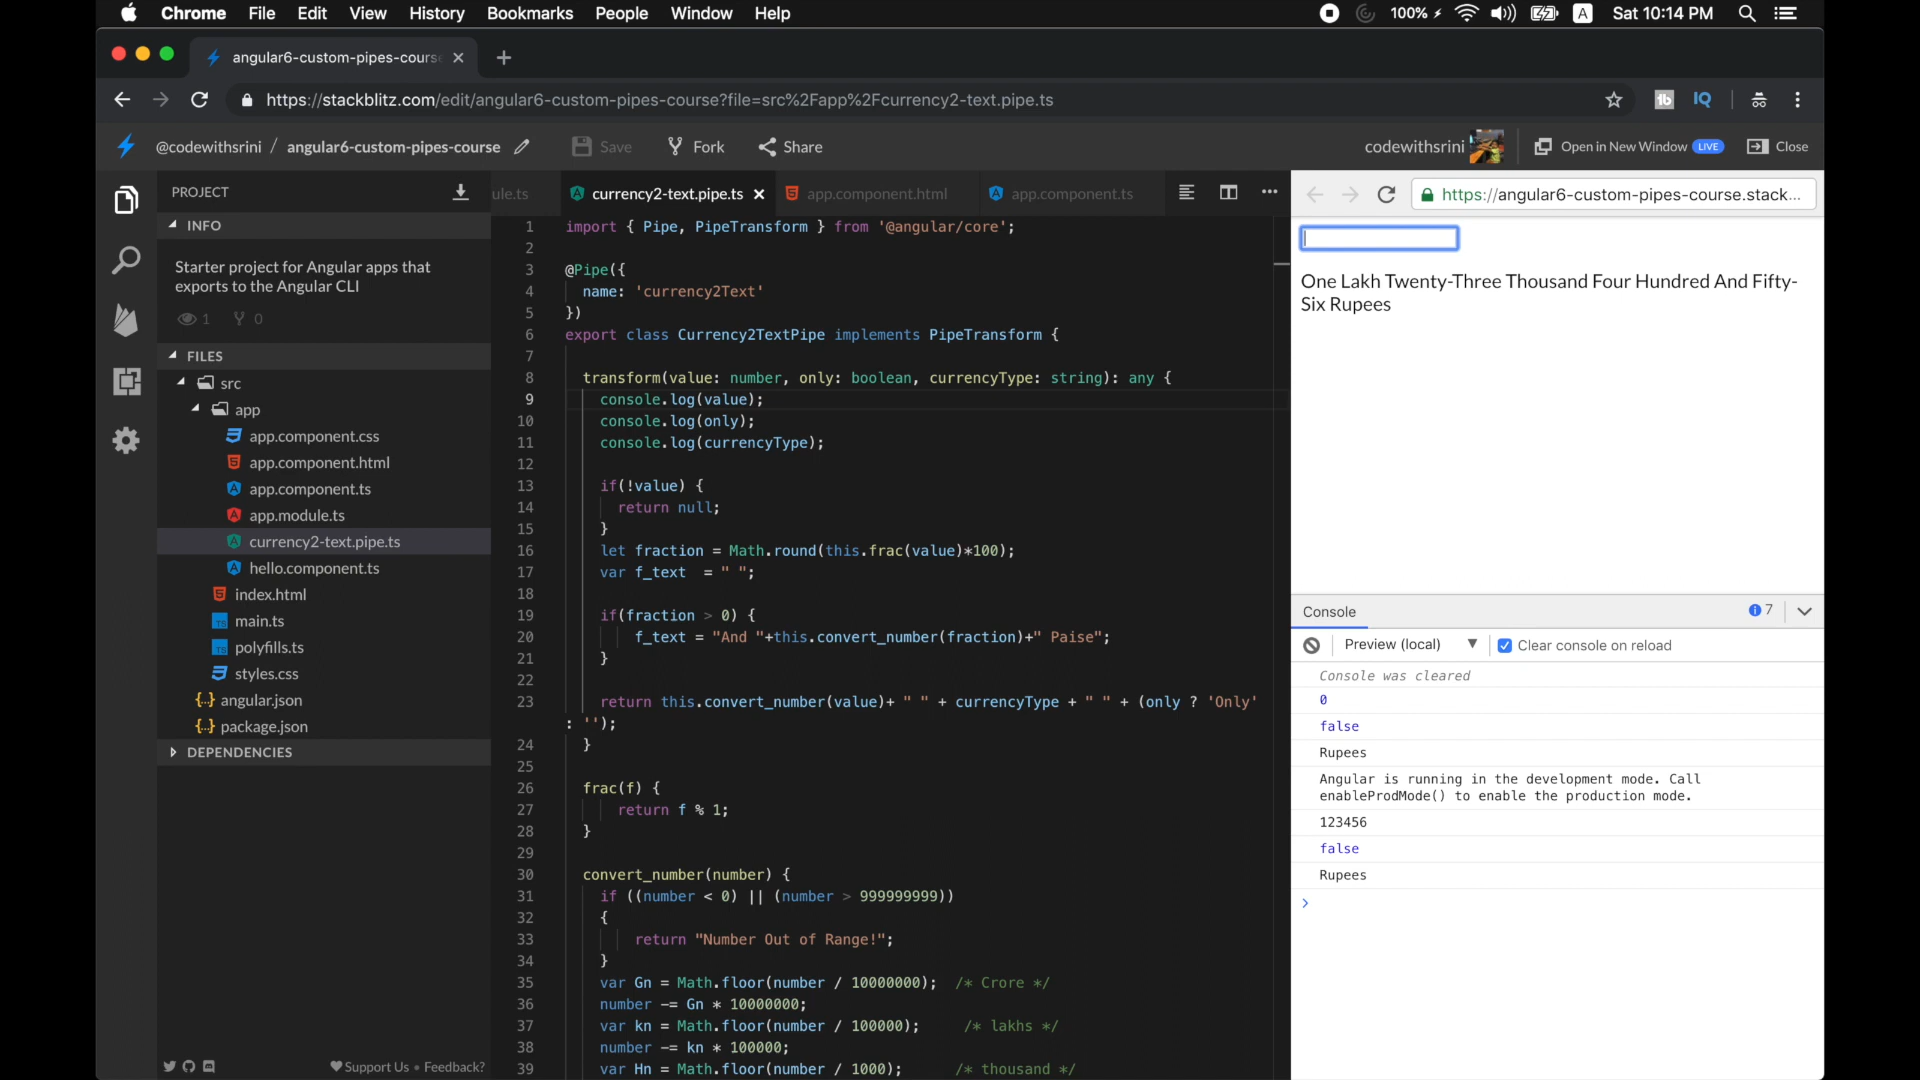 Chrome File Edit View History Bookmarks People Window Help 100% A Sat 10:14 PM
angular6-custom-pipes-course
https://stackblitz.com/edit/angular6-custom-pipes-course?file=src%2Fapp%2Fcurrency2-text.pipe.ts tb IQ
@codewithsrini / angular6-custom-pipes-course Save Fork Share codewithsrini Open in New Window LIVE Close
PROJECT
INFO
Starter project for Angular apps that
exports to the Angular CLI
1 0
FILES
src
app
app.component.css
app.component.html
app.component.ts
app.module.ts
currency2-text.pipe.ts
hello.component.ts
index.html
main.ts
polyfills.ts
styles.css
{..} angular.json
{..} package.json
DEPENDENCIES
Support Us • Feedback?
ule.ts currency2-text.pipe.ts app.component.html app.component.ts
1 import { Pipe, PipeTransform } from '@angular/core';
2
3 @Pipe({
4 name: 'currency2Text'
5 })
6 export class Currency2TextPipe implements PipeTransform {
7
8 transform(value: number, only: boolean, currencyType: string): any {
9 console.log(value);
10 console.log(only);
11 console.log(currencyType);
12
13 if(!value) {
14 return null;
15 }
16 let fraction = Math.round(this.frac(value)*100);
17 var f_text  = " ";
18
19 if(fraction > 0) {
20 f_text = "And "+this.convert_number(fraction)+" Paise";
21 }
22
23 return this.convert_number(value)+ " " + currencyType + " " + (only ? 'Only'
: '');
24 }
25
26 frac(f) {
27 return f % 1;
28 }
29
30 convert_number(number) {
31 if ((number < 0) || (number > 999999999))
32 {
33 return "Number Out of Range!";
34 }
35 var Gn = Math.floor(number / 10000000);  /* Crore */
36 number -= Gn * 10000000;
37 var kn = Math.floor(number / 100000);     /* lakhs */
38 number -= kn * 100000;
39 var Hn = Math.floor(number / 1000);      /* thousand */
https://angular6-custom-pipes-course.stack...
One Lakh Twenty-Three Thousand Four Hundred And Fifty-
Six Rupees
Console 7
Preview (local) Clear console on reload
Console was cleared
0
false
Rupees
Angular is running in the development mode. Call
enableProdMode() to enable the production mode.
123456
false
Rupees
>